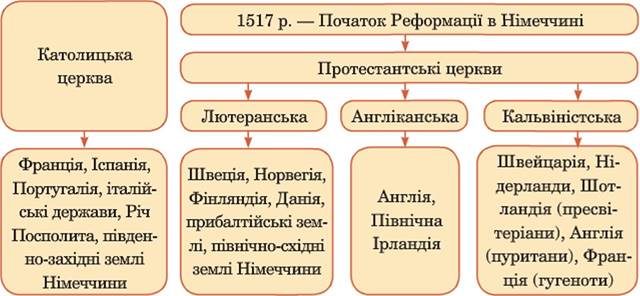 Католицька
церква
1517 р. — Початок Реформації в Німеччині
Протестантські церкви
Лютеранська
Англіканська
Кальвіністська
Франція, Іспанія,
Португалія, італій-
ські держави, Річ
Посполита, півден-
но-західні землі
Німеччини
Швеція, Норвегія,
Фінляндія, Данія,
прибалтійські зем-
лі, північно-східні
землі Німеччини
Англія,
Північна
Ірландія
Швейцарія, Ні-
дерланди, Шот-
ландія (пресві-
теріани), Англія
(пуритани), Фран-
ція (гугеноти)